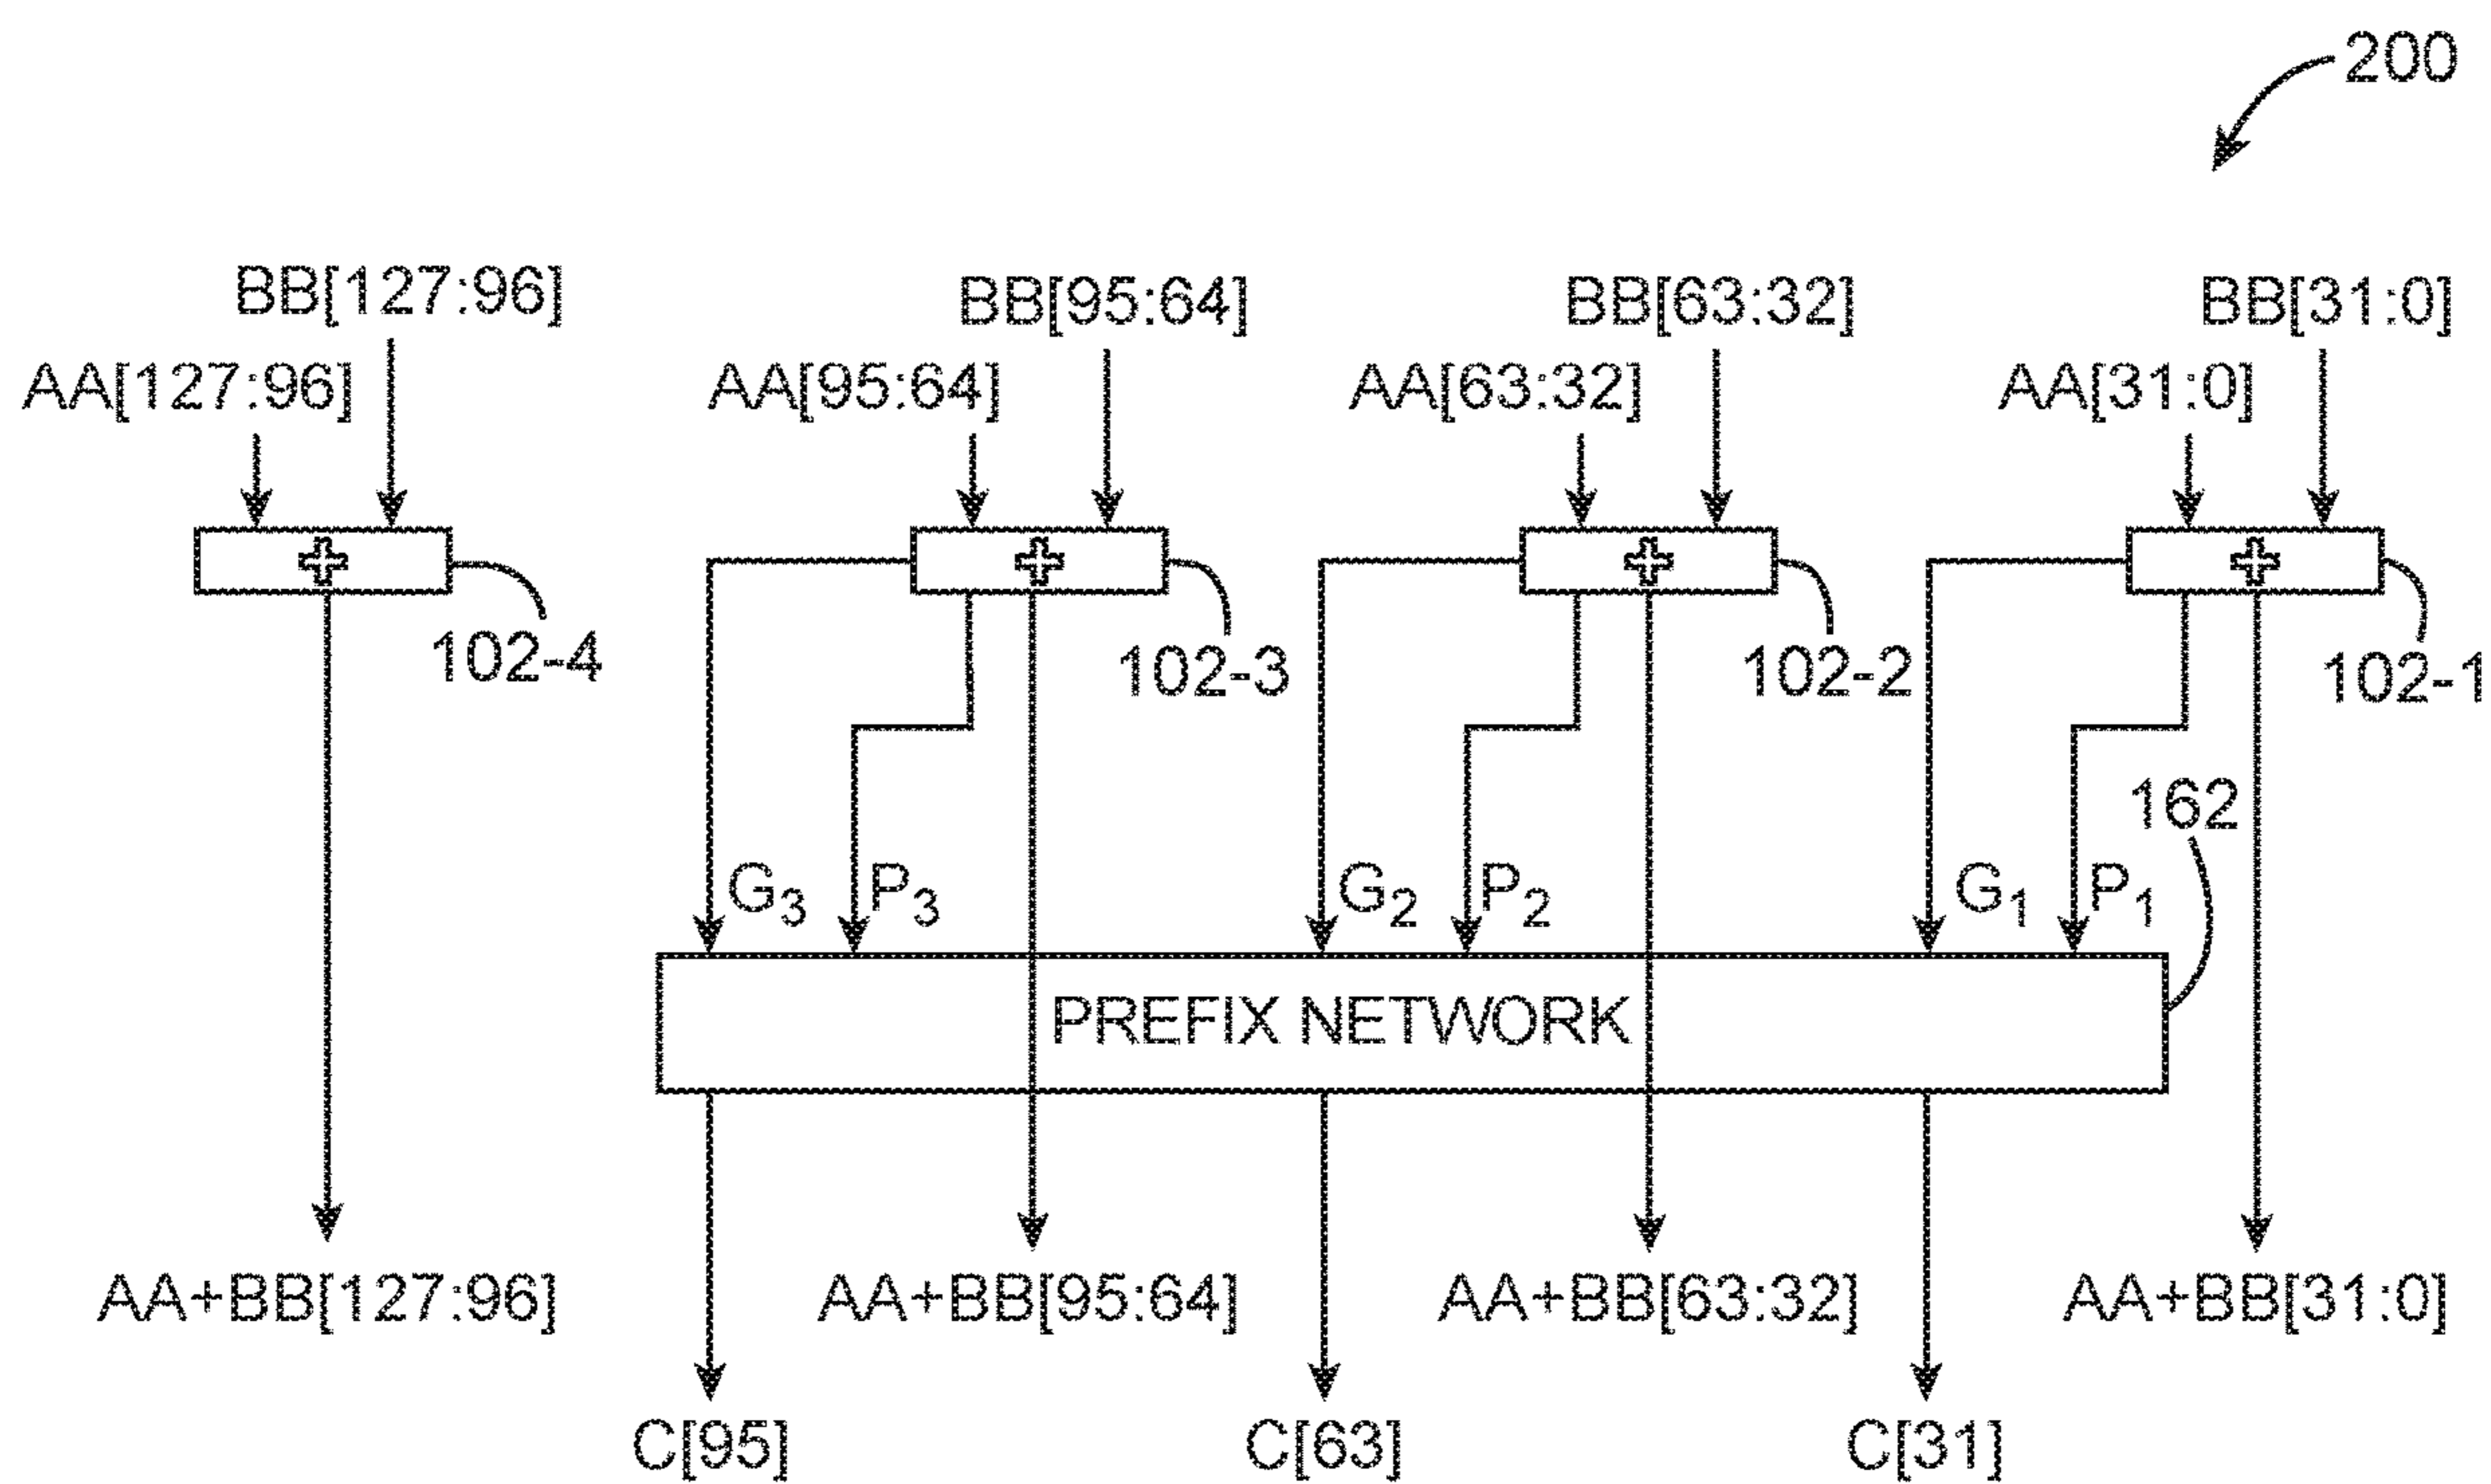 200
BB[127:96] BB[95:64] BB[63:32] BB[31:0]
AA[127:96] AA[95:64] AA[63:32] AA[31:0]
102-4 102-3 102-2 102-1
162
G3 P3 G2 P2 G1 P1
PREFIX NETWORK
AA+BB[127:96] AA+BB[95:64] AA+BB[63:32] AA+BB[31:0]
C[95] C[63] C[31]